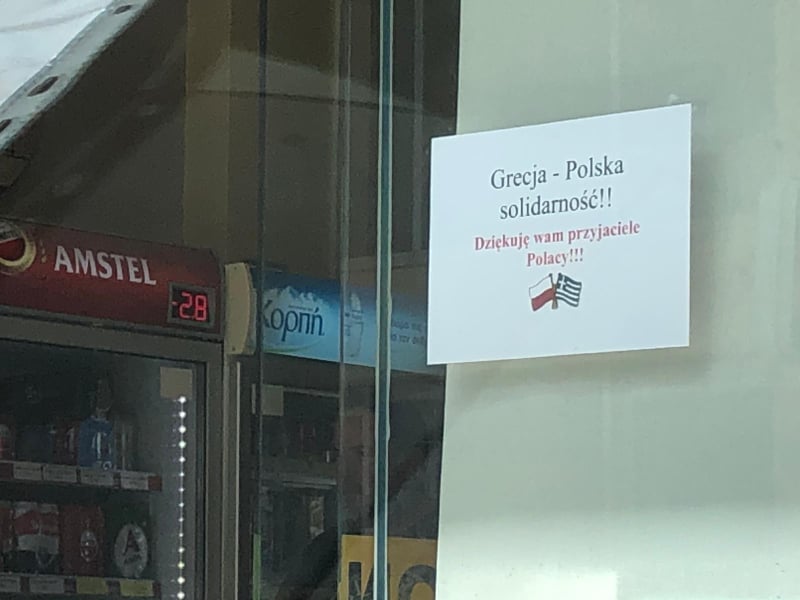 AMSTEL
-28
Κορπή
Grecja - Polska
solidarność!!
Dziękuję wam przyjaciele
Polacy!!!